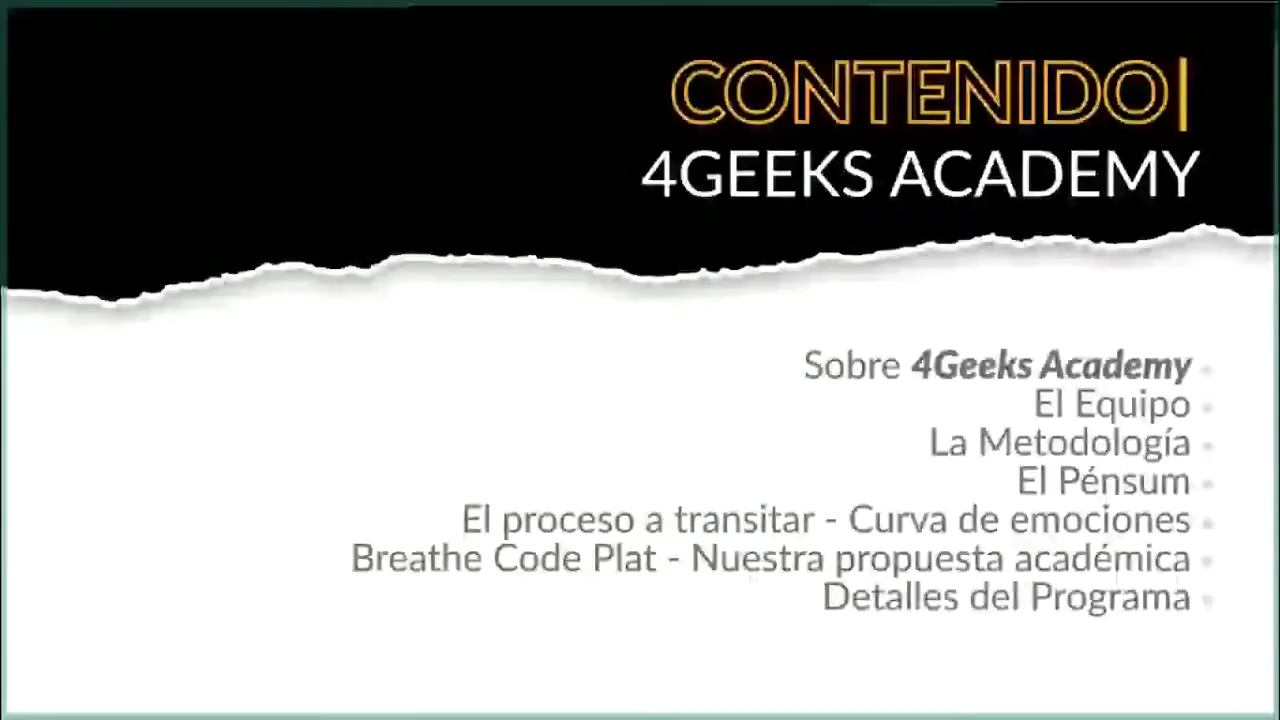 CONTENIDO|
4GEEKS ACADEMY
Sobre 4Geeks Academy
El Equipo
La Metodología
El Pénsum
El proceso a transitar - Curva de emociones
Breathe Code Plat - Nuestra propuesta académica
Detalles del Programa